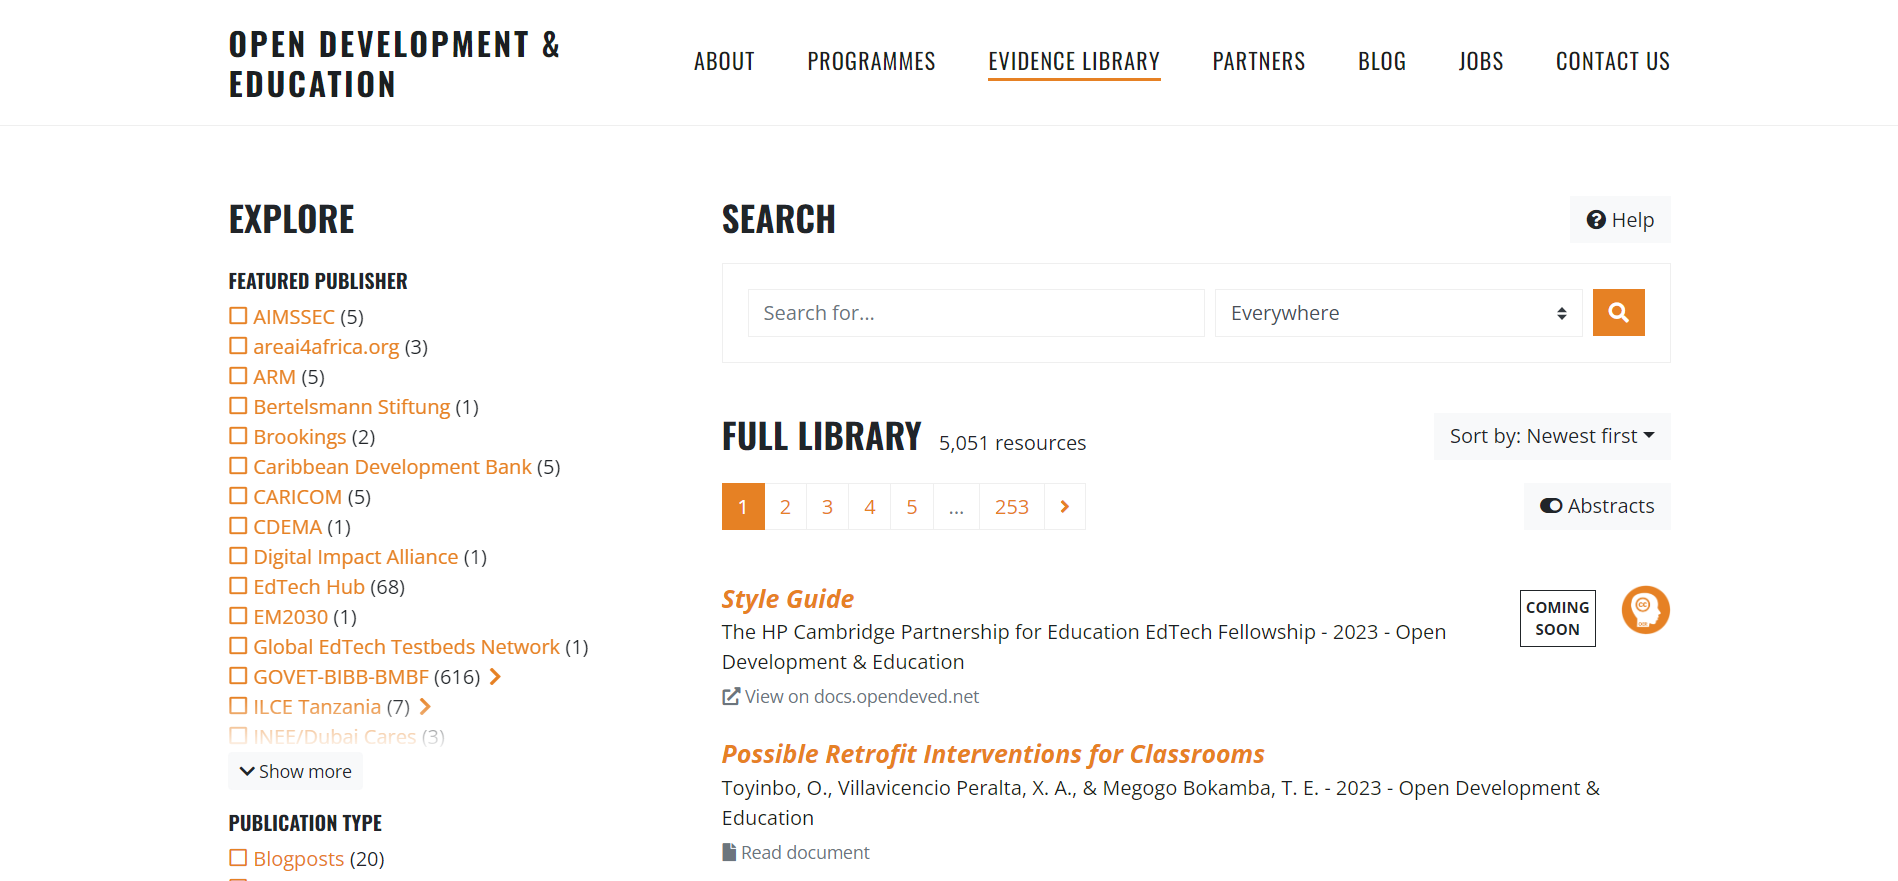 OPEN DEVELOPMENT &
EDUCATION
ABOUT PROGRAMMES EVIDENCE LIBRARY PARTNERS BLOG JOBS CONTACT US
EXPLORE
FEATURED PUBLISHER
AIMSSEC (5)
areai4africa.org (3)
ARM (5)
Bertelsmann Stiftung (1)
Brookings (2)
Caribbean Development Bank (5)
CARICOM (5)
CDEMA (1)
Digital Impact Alliance (1)
EdTech Hub (68)
EM2030 (1)
Global EdTech Testbeds Network (1)
GOVET-BIBB-BMBF (616)
ILCE Tanzania (7)
INEE/Dubai Cares (3)
Show more
PUBLICATION TYPE
Blogposts (20)
SEARCH
Help
Search for...
Everywhere
FULL LIBRARY 5,051 resources
Sort by: Newest first
1 2 3 4 5 ... 253
Abstracts
Style Guide
The HP Cambridge Partnership for Education EdTech Fellowship - 2023 - Open
Development & Education
View on docs.opendeved.net
COMING
SOON
Possible Retrofit Interventions for Classrooms
Toyinbo, O., Villavicencio Peralta, X. A., & Megogo Bokamba, T. E. - 2023 - Open Development &
Education
Read document